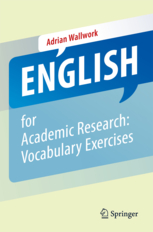 Adrian Wallwork
ENGLISH
for
Academic Research:
Vocabulary Exercises
Springer